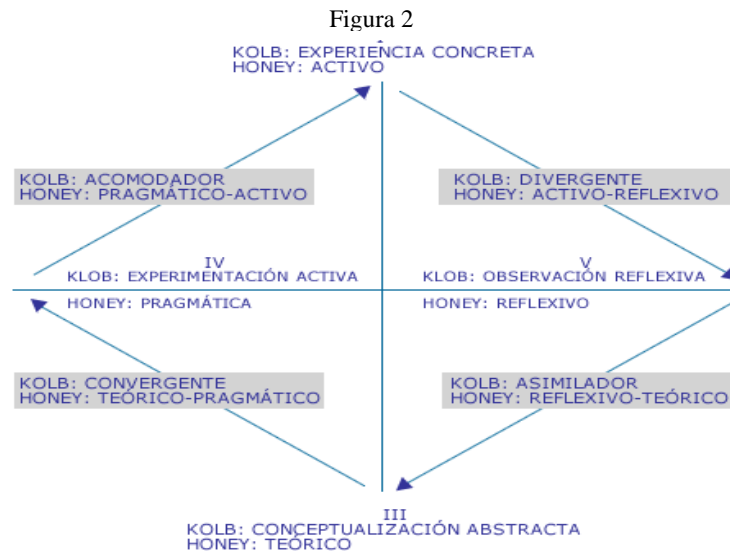 Figura 2
KOLB: EXPERIENCIA CONCRETA
HONEY: ACTIVO
KOLB: ACOMODADOR
HONEY: PRAGMÁTICO-ACTIVO
KOLB: DIVERGENTE
HONEY: ACTIVO-REFLEXIVO
IV
KLOB: EXPERIMENTACIÓN ACTIVA
HONEY: PRAGMÁTICA
V
KLOB: OBSERVACIÓN REFLEXIVA
HONEY: REFLEXIVO
KOLB: CONVERGENTE
HONEY: TEÓRICO-PRAGMÁTICO
KOLB: ASIMILADOR
HONEY: REFLEXIVO-TEÓRICO
III
KOLB: CONCEPTUALIZACIÓN ABSTRACTA
HONEY: TEÓRICO